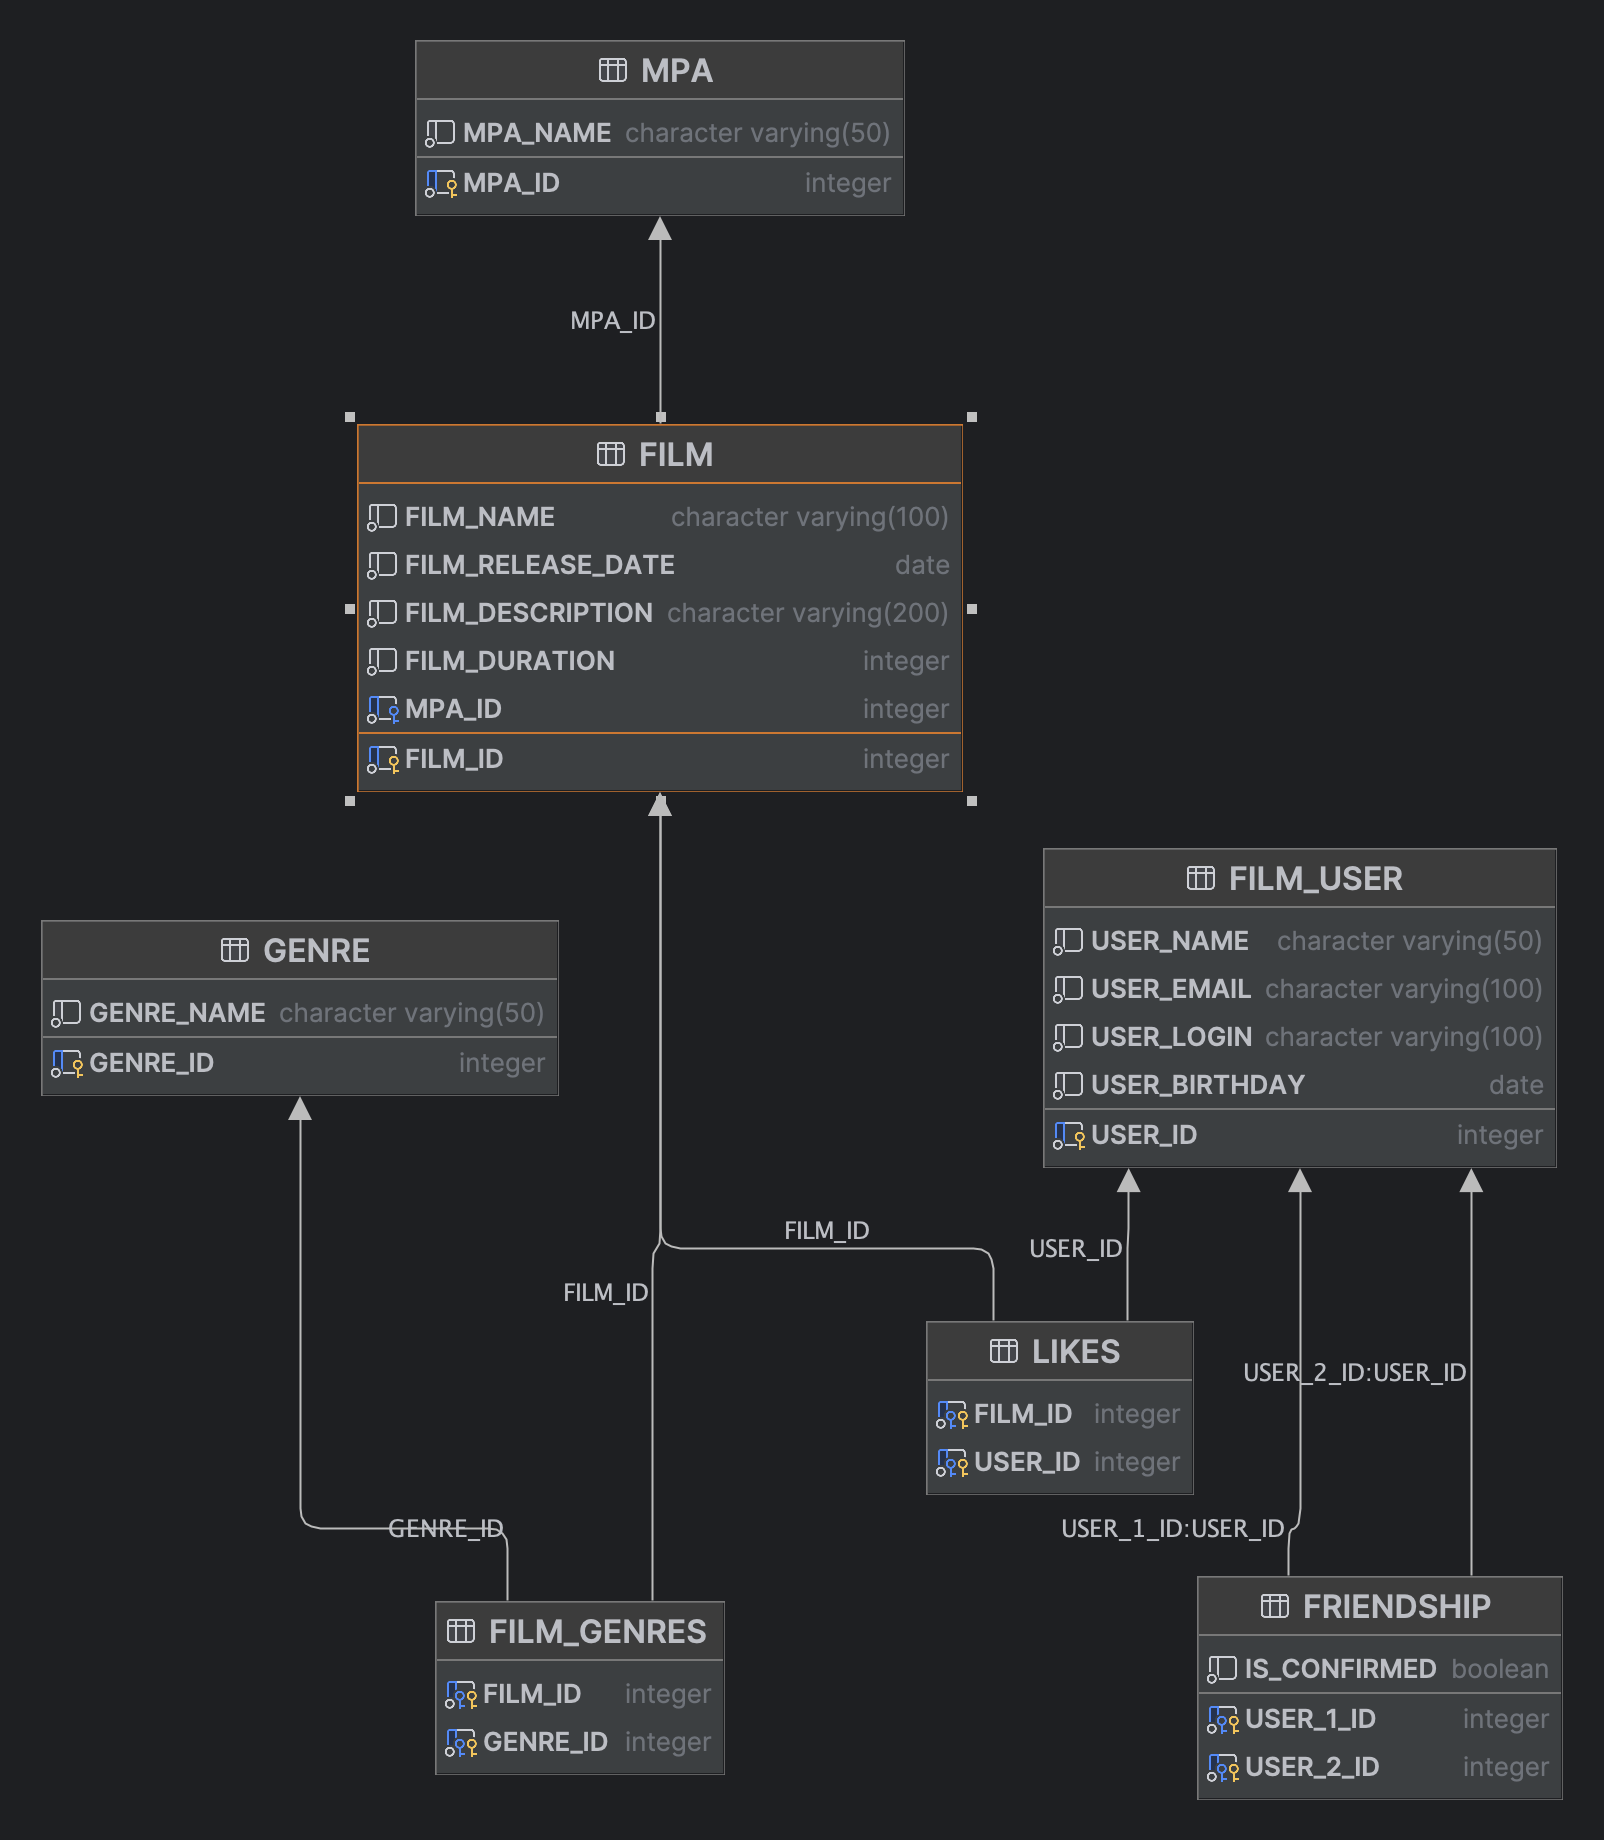 MPA
MPA_NAME character varying(50)
MPA_ID integer
MPA_ID
FILM
FILM_NAME character varying(100)
FILM_RELEASE_DATE date
FILM_DESCRIPTION character varying(200)
FILM_DURATION integer
MPA_ID integer
FILM_ID integer
GENRE
GENRE_NAME character varying(50)
GENRE_ID integer
FILM_USER
USER_NAME character varying(50)
USER_EMAIL character varying(100)
USER_LOGIN character varying(100)
USER_BIRTHDAY date
USER_ID integer
FILM_ID
USER_ID
FILM_ID
LIKES
FILM_ID integer
USER_ID integer
USER_2_ID:USER_ID
GENRE_ID
USER_1_ID:USER_ID
FILM_GENRES
FILM_ID integer
GENRE_ID integer
FRIENDSHIP
IS_CONFIRMED boolean
USER_1_ID integer
USER_2_ID integer